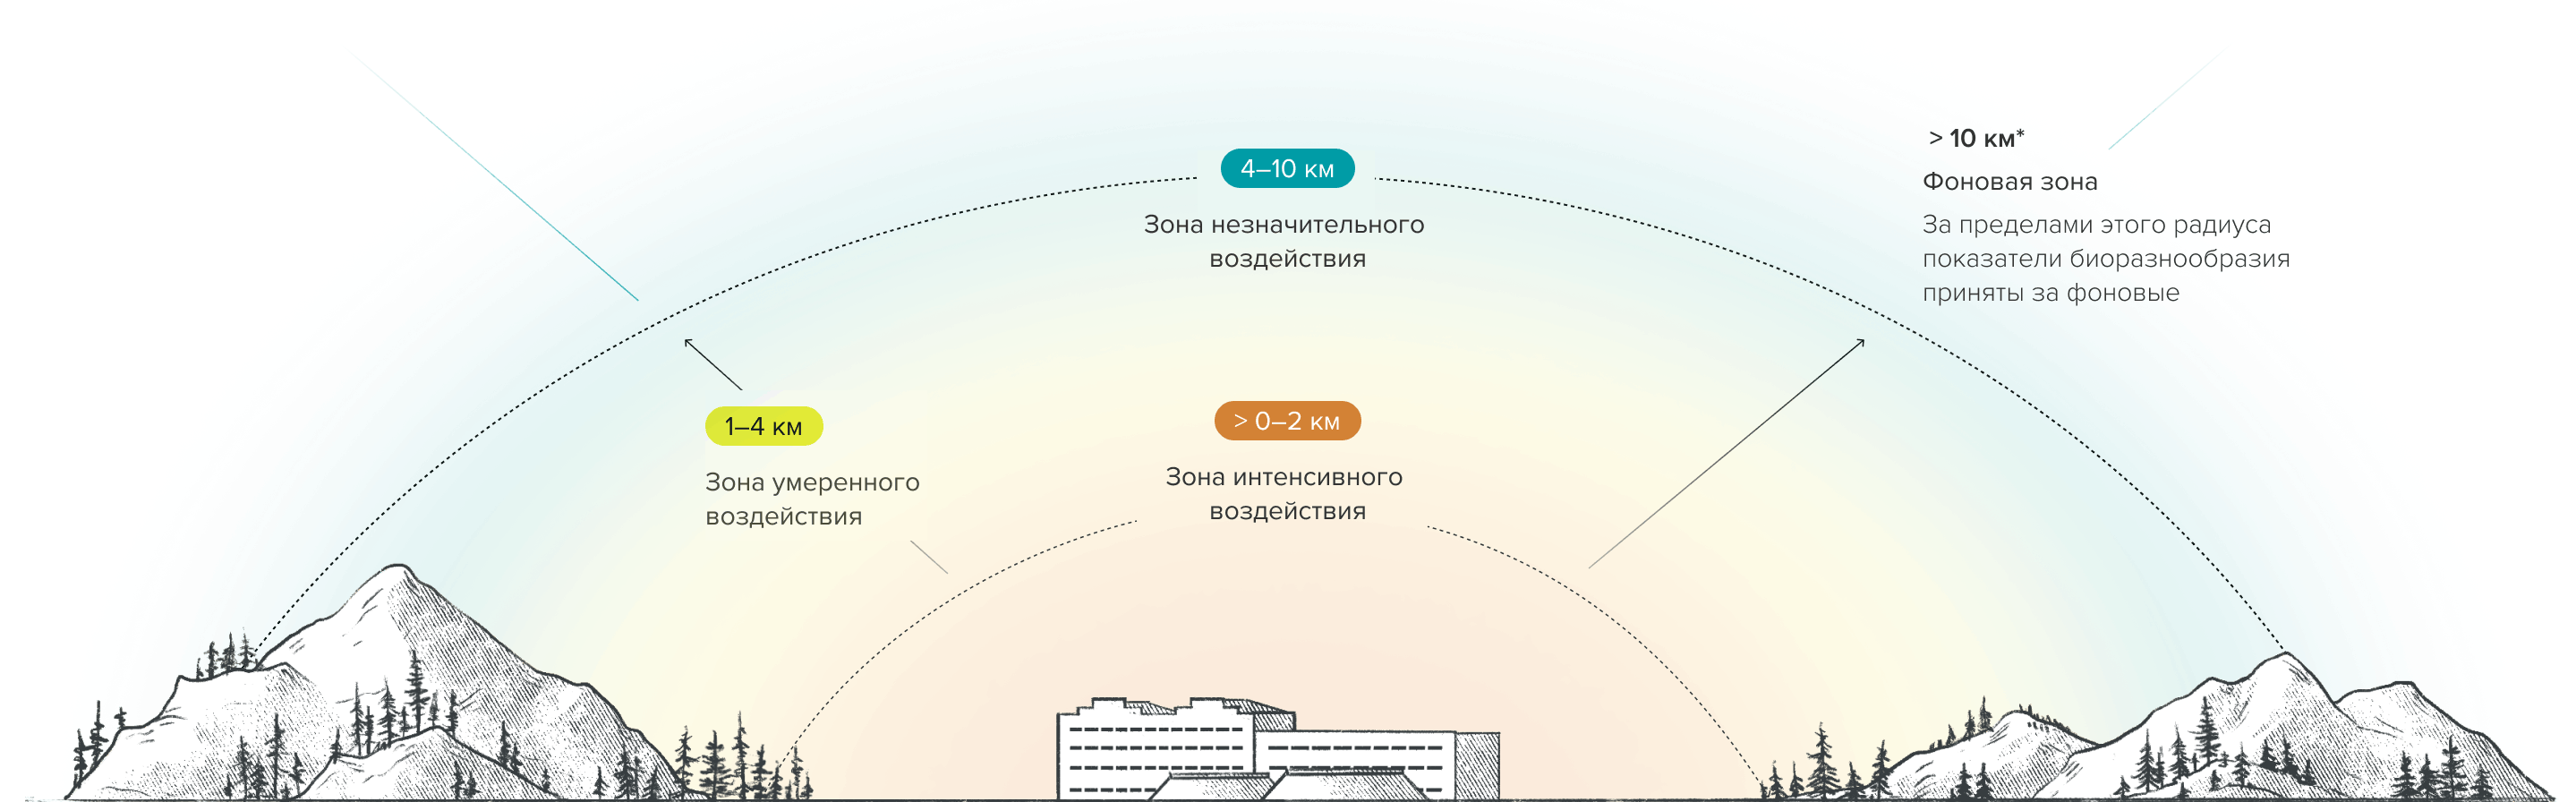 4–10 км
Зона незначительного
воздействия
> 10 км*
Фоновая зона
За пределами этого радиуса
показатели биоразнообразия
приняты за фоновые
1–4 км
Зона умеренного
воздействия
> 0–2 км
Зона интенсивного
воздействия